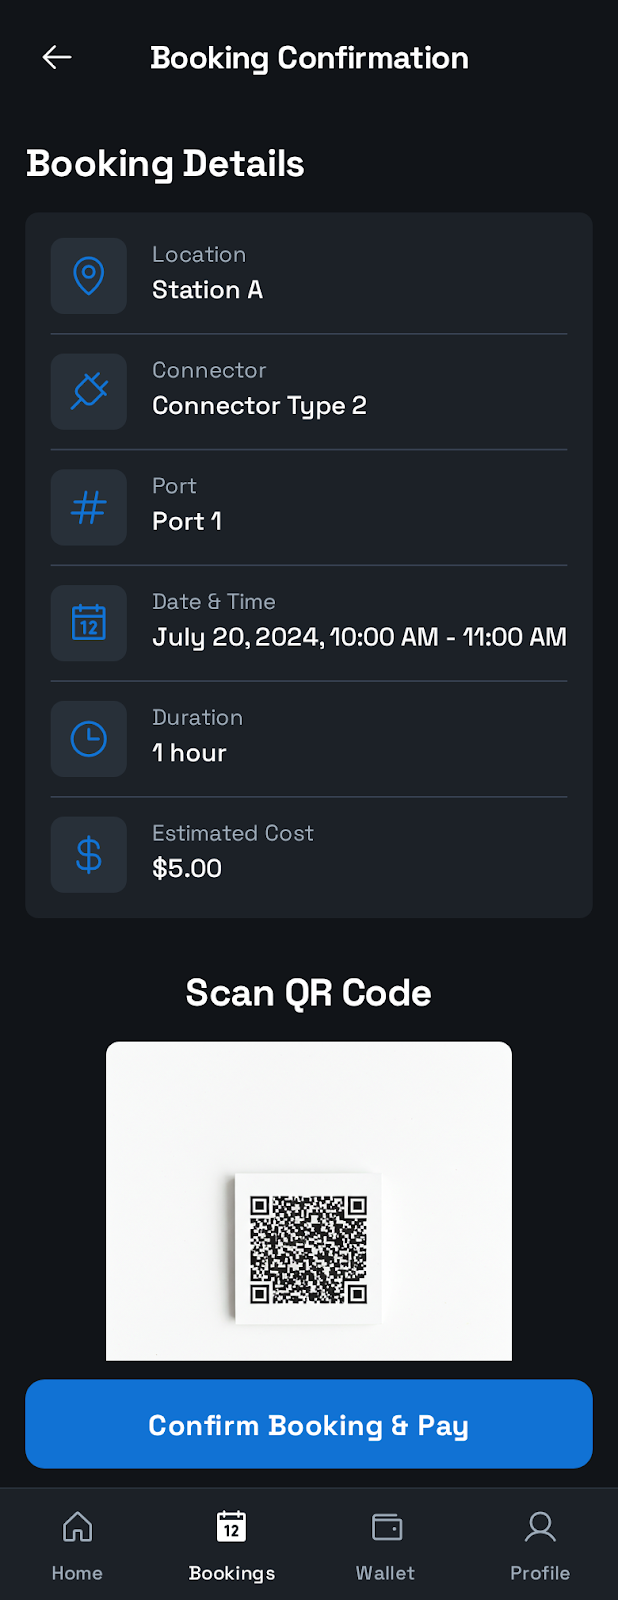 Booking Confirmation
Booking Details
Location
Station A
Connector
Connector Type 2
Port
Port 1
Date & Time
12
July 20, 2024, 10:00 AM - 11:00 AM
Duration
1 hour
Estimated Cost
$5.00
Scan QR Code
Confirm Booking & Pay
12
Home
Bookings
Wallet
Profile